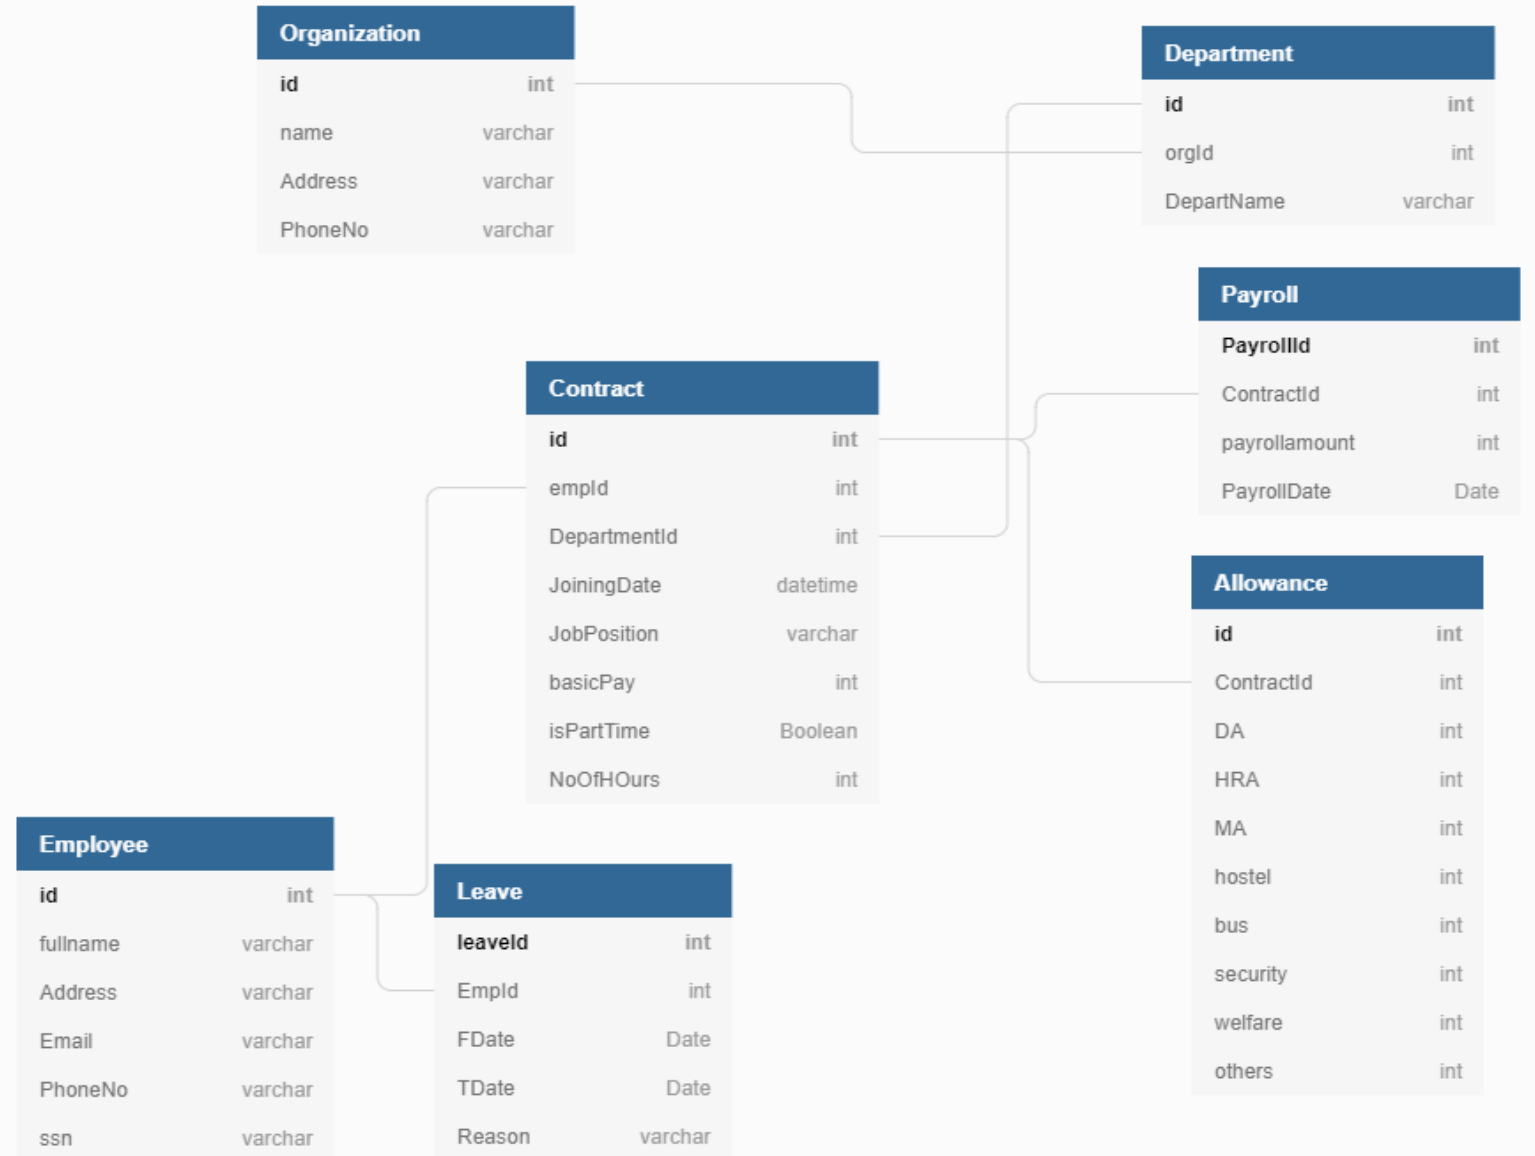 Organization
id int
name varchar
Address varchar
PhoneNo varchar
Department
id int
orgId int
DepartName varchar
Payroll
PayrollId int
ContractId int
payrollamount int
PayrollDate Date
Contract
id int
empId int
DepartmentId int
JoiningDate datetime
JobPosition varchar
basicPay int
isPartTime Boolean
NoOfHOurs int
Allowance
id int
ContractId int
DA int
HRA int
MA int
hostel int
bus int
security int
welfare int
others int
Employee
id int
fullname varchar
Address varchar
Email varchar
PhoneNo varchar
ssn varchar
Leave
leaveId int
EmpId int
FDate Date
TDate Date
Reason varchar